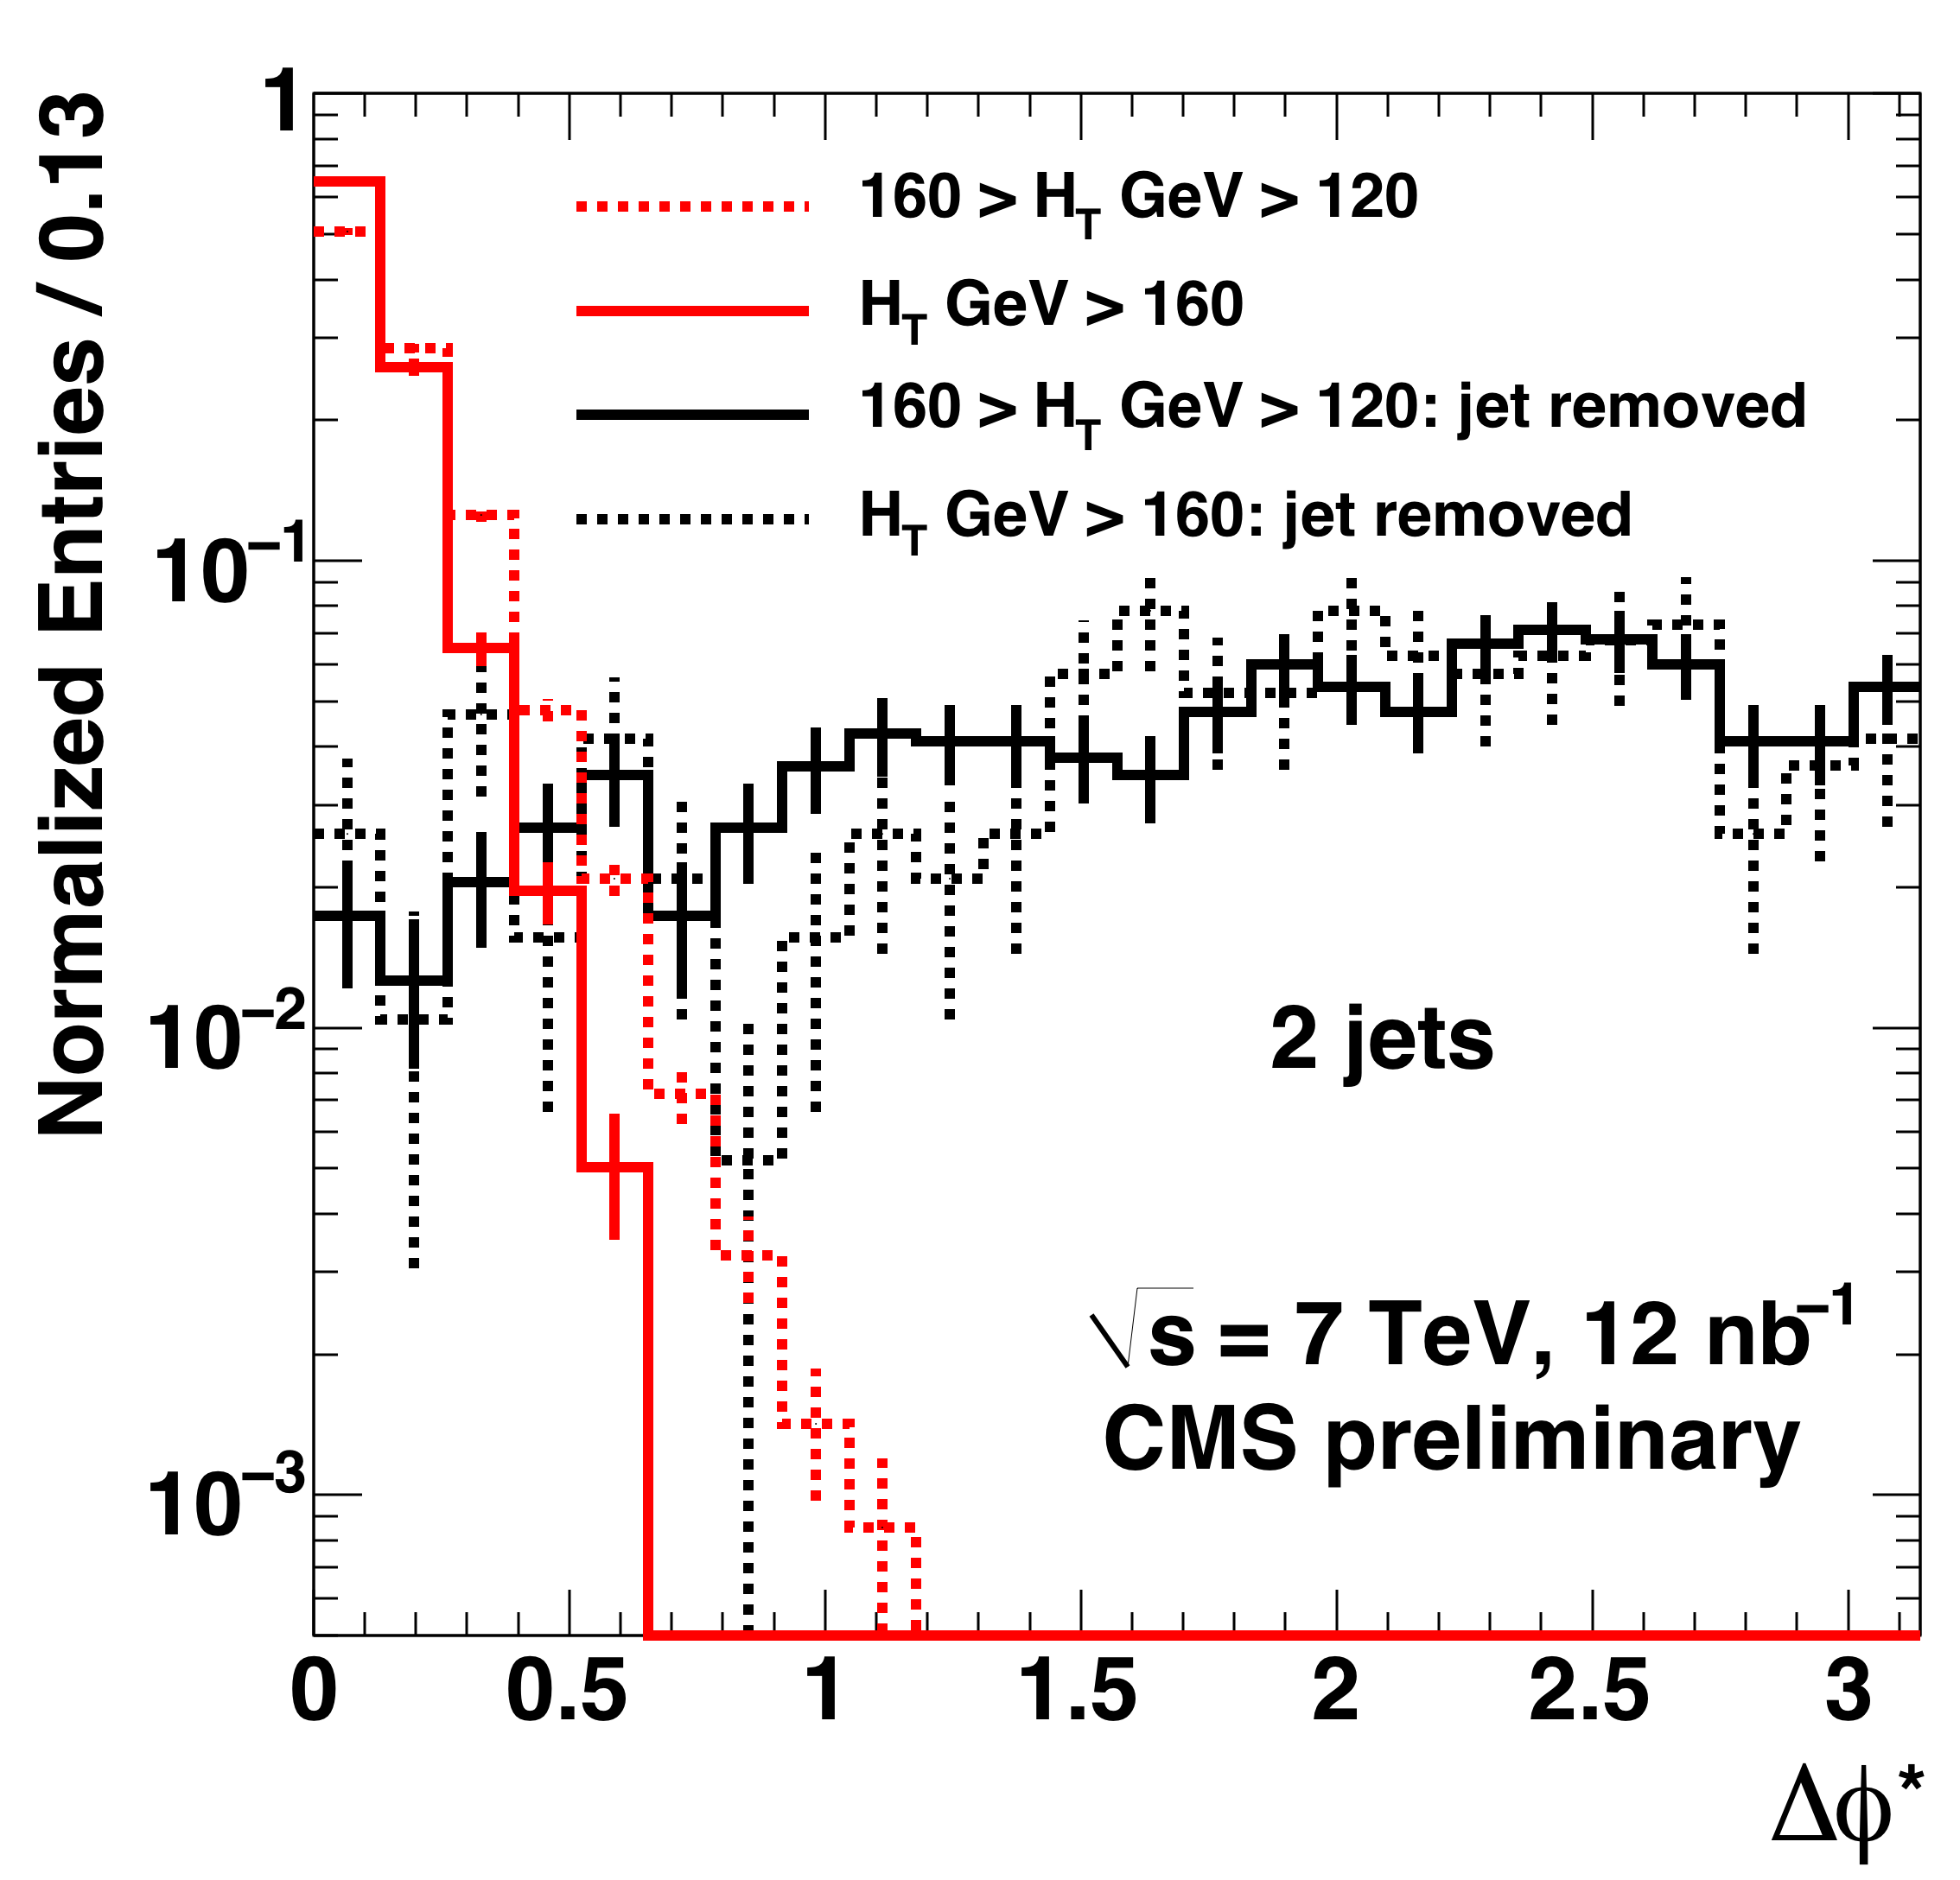 Normalized Entries / 0.13
1
10⁻¹
10⁻²
10⁻³
160 > H_T GeV > 120
H_T GeV > 160
160 > H_T GeV > 120: jet removed
H_T GeV > 160: jet removed
2 jets
√s = 7 TeV, 12 nb⁻¹
CMS preliminary
0 0.5 1 1.5 2 2.5 3
Δϕ*